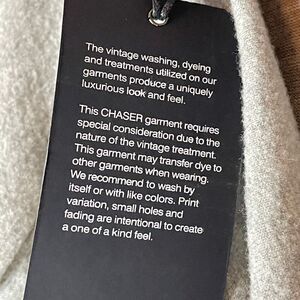 The vintage washing, dyeing
and treatments utilized on our
garments produce a uniquely
luxurious look and feel.
This CHASER garment requires
special consideration due to the
nature of the vintage treatment.
This garment may transfer dye to
other garments when wearing.
We recommend to wash by
itself or with like colors. Print
variation, small holes and
fading are intentional to create
a one of a kind feel.